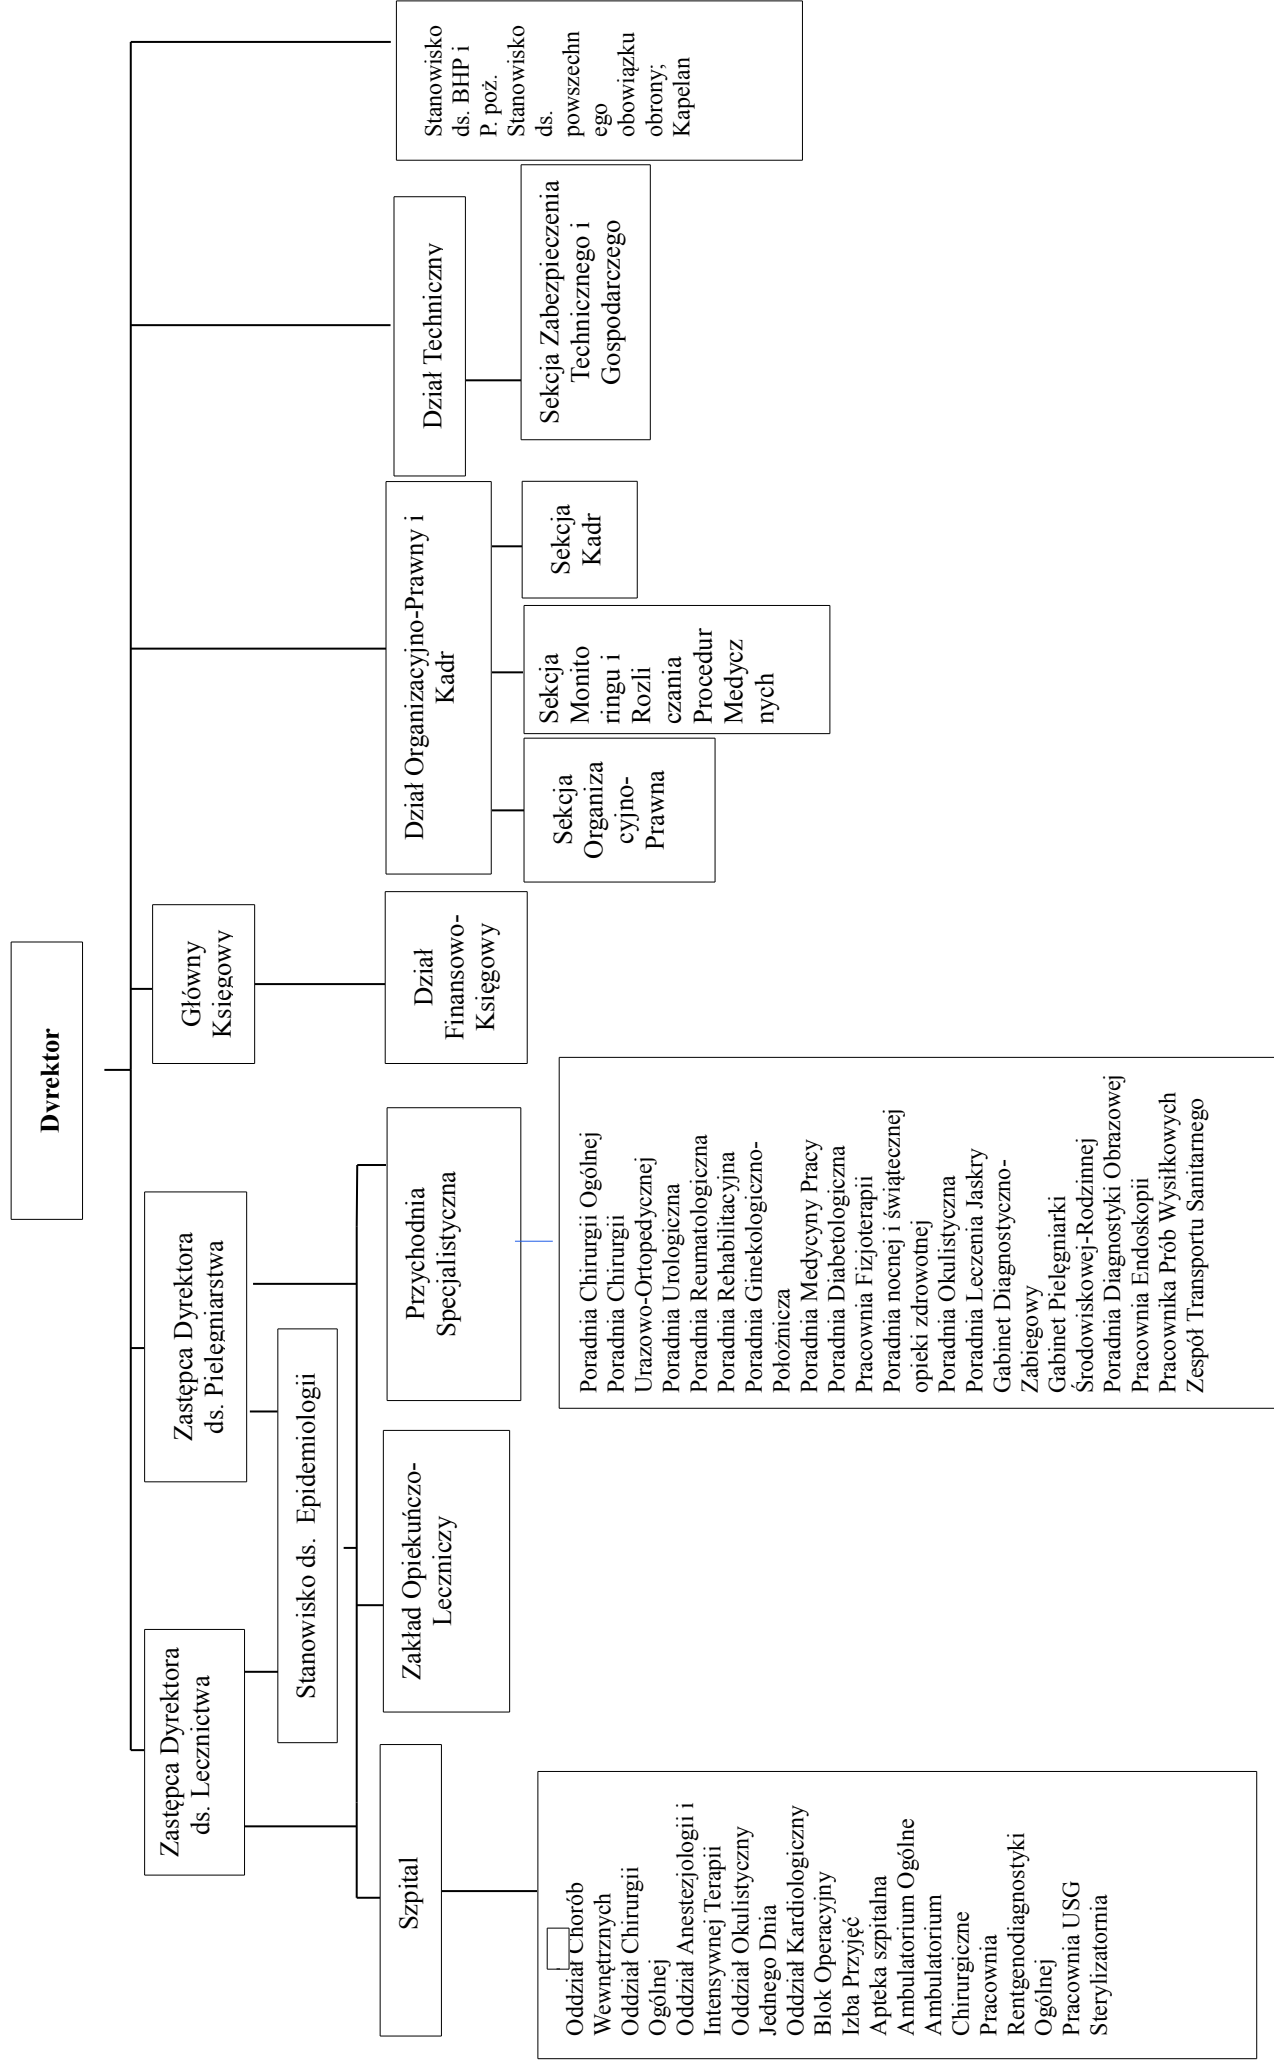 Dyrektor
Zastępca Dyrektora
ds. Lecznictwa
Zastępca Dyrektora
ds. Pielęgniarstwa
Główny
Księgowy
Stanowisko ds.  Epidemiologii
Szpital
Zakład Opiekuńczo-
Leczniczy
Przychodnia
Specjalistyczna
Dział
Finansowo-
Księgowy
Dział Organizacyjno-Prawny i
Kadr
Dział Techniczny
Stanowisko
ds. BHP i
P. poż.
Stanowisko
ds.
powszechn
ego
obowiązku
obrony;
Kapelan
Sekcja
Organiza
cyjno-
Prawna
Sekcja
Monito
ringu i
Rozli
czania
Procedur
Medycz
nych
Sekcja
Kadr
Sekcja Zabezpieczenia
Technicznego i
Gospodarczego
Oddział Chorób
Wewnętrznych
Oddział Chirurgii
Ogólnej
Oddział Anestezjologii i
Intensywnej Terapii
Oddział Okulistyczny
Jednego Dnia
Oddział Kardiologiczny
Blok Operacyjny
Izba Przyjęć
Apteka szpitalna
Ambulatorium Ogólne
Ambulatorium
Chirurgiczne
Pracownia
Rentgenodiagnostyki
Ogólnej
Pracownia USG
Sterylizatornia
Poradnia Chirurgii Ogólnej
Poradnia Chirurgii
Urazowo-Ortopedycznej
Poradnia Urologiczna
Poradnia Reumatologiczna
Poradnia Rehabilitacyjna
Poradnia Ginekologiczno-
Położnicza
Poradnia Medycyny Pracy
Poradnia Diabetologiczna
Pracownia Fizjoterapii
Poradnia nocnej i świątecznej
opieki zdrowotnej
Poradnia Okulistyczna
Poradnia Leczenia Jaskry
Gabinet Diagnostyczno-
Zabiegowy
Gabinet Pielęgniarki
Środowiskowej-Rodzinnej
Poradnia Diagnostyki Obrazowej
Pracownia Endoskopii
Pracownika Prób Wysiłkowych
Zespół Transportu Sanitarnego